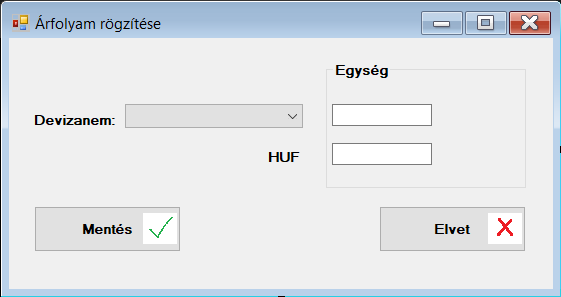 Árfolyam rögzítése
Egység
Devizanem:
HUF
Mentés
Elvet